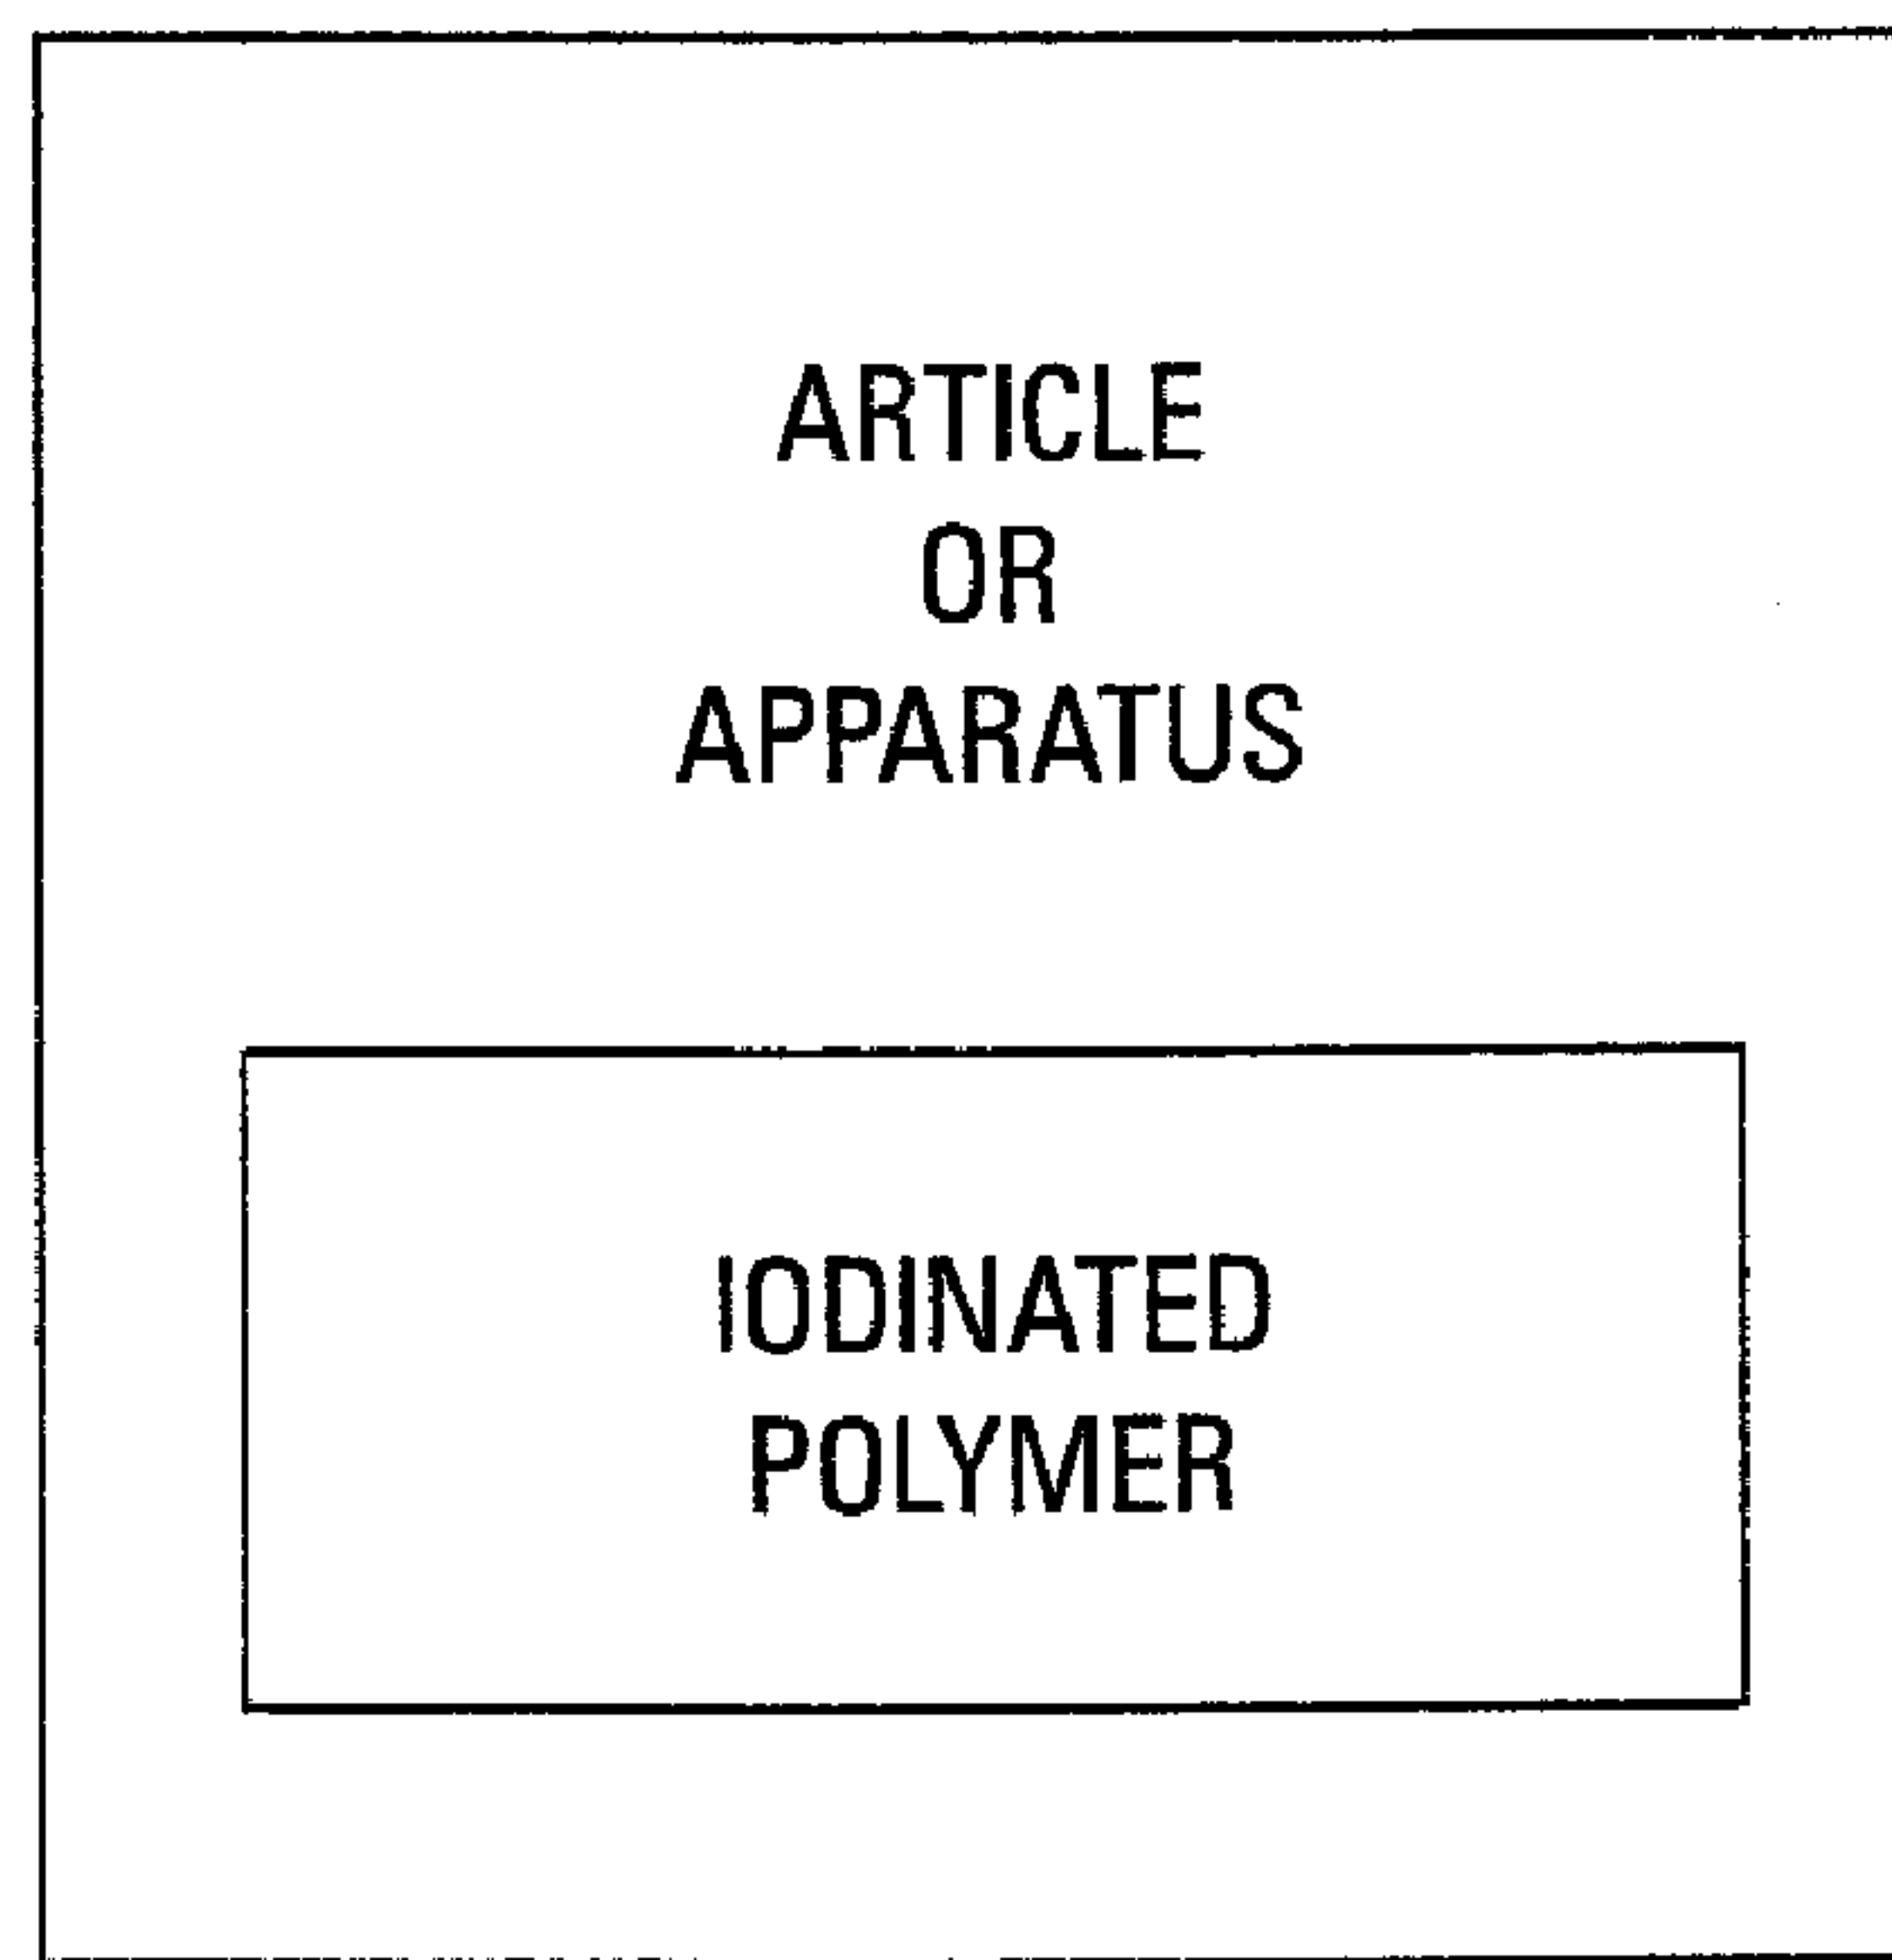 ARTICLE
OR
APPARATUS
IODINATED
POLYMER